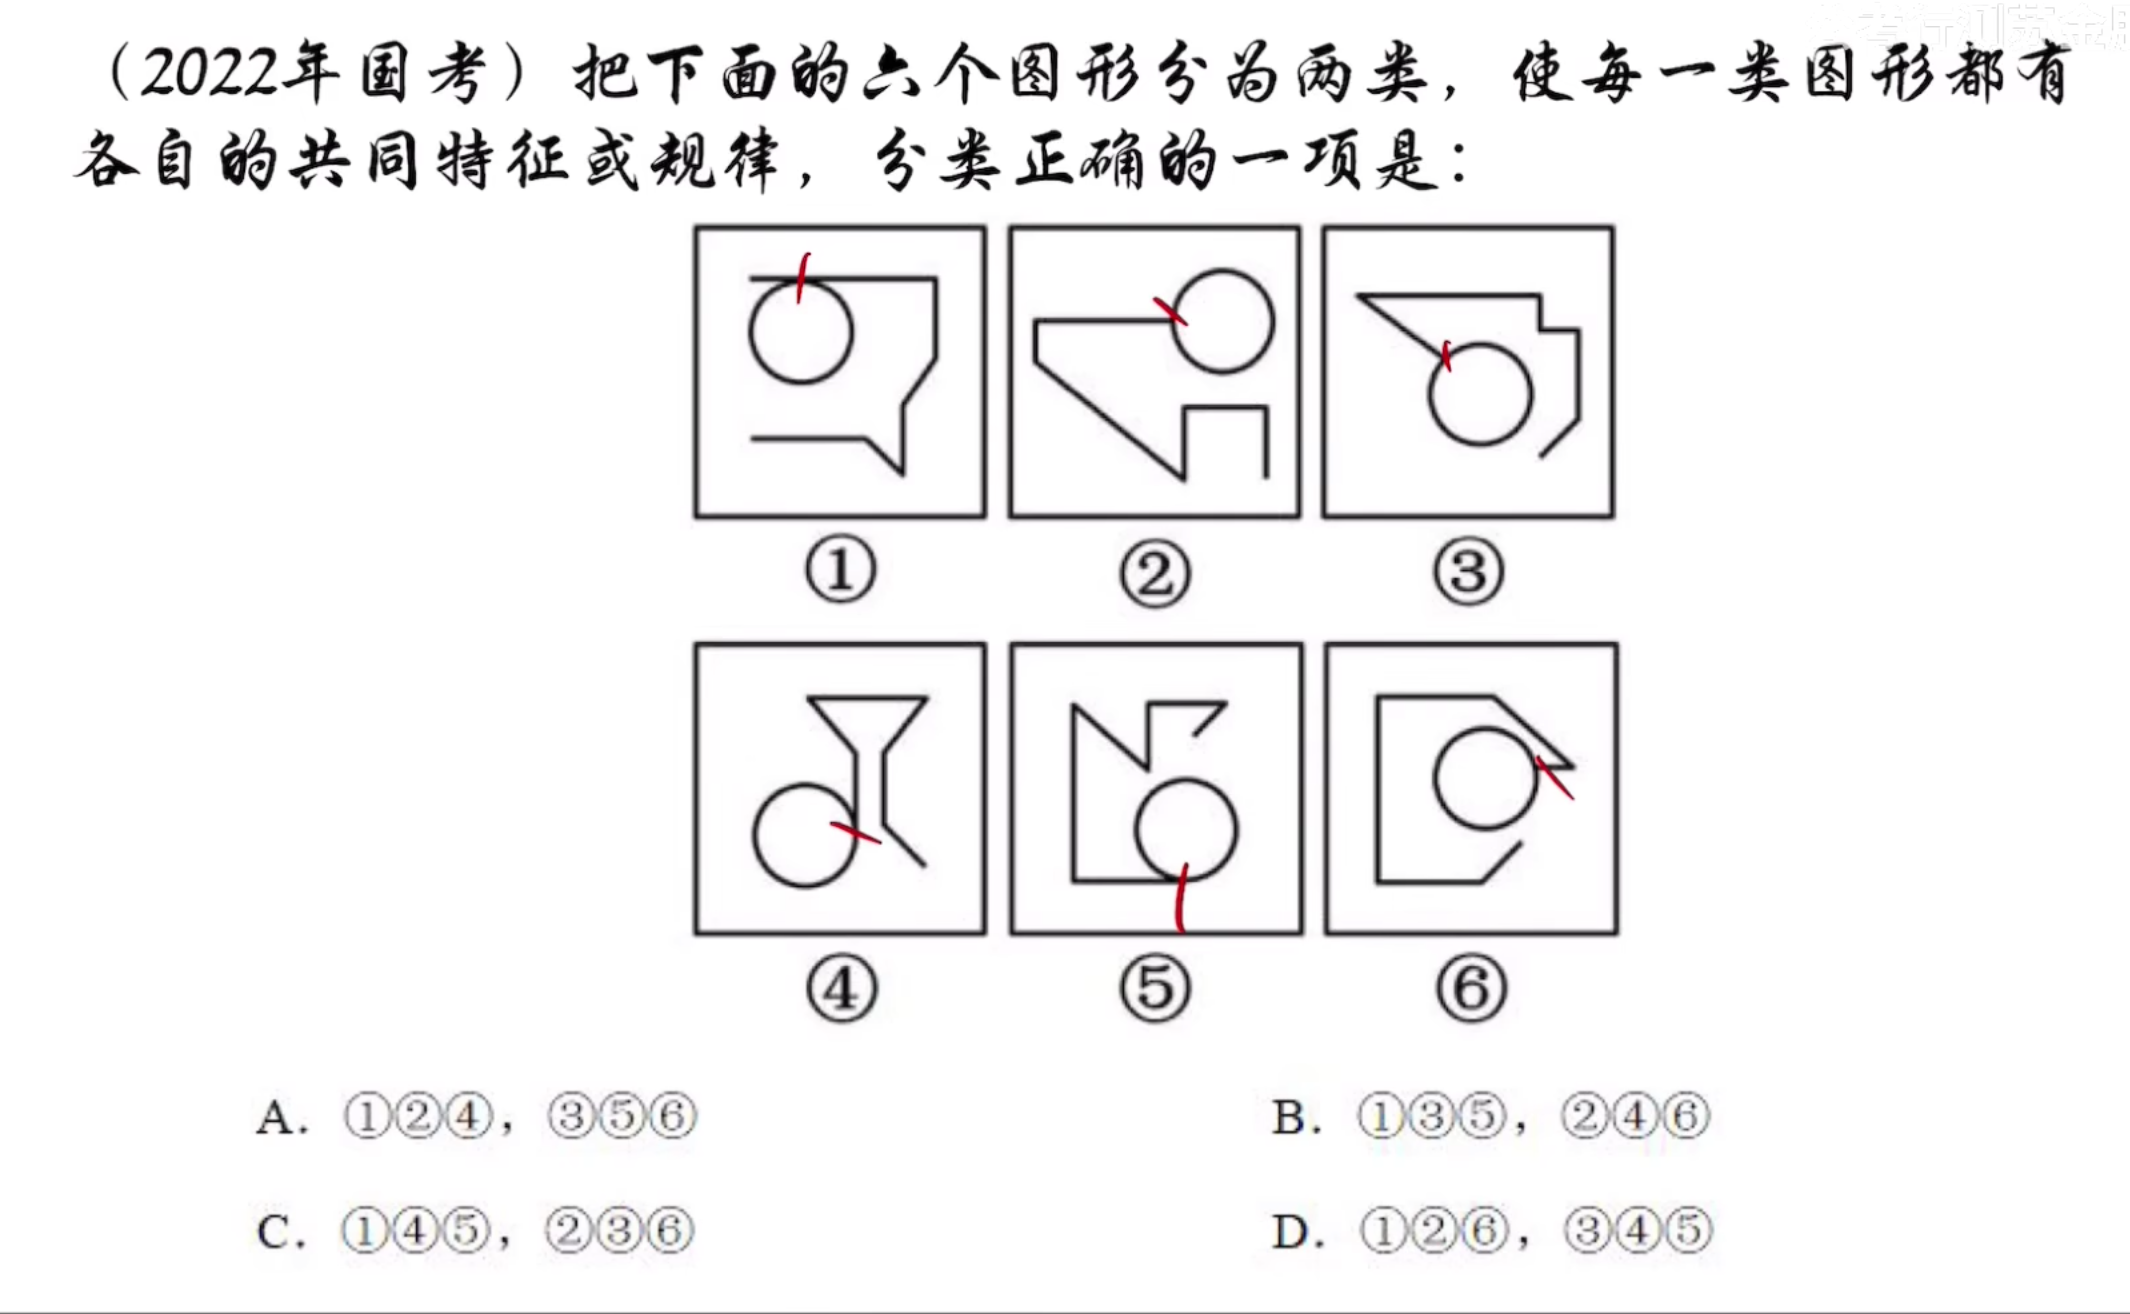 （2022年国考）把下面的六个图形分为两类，使每一类图形都有
各自的共同特征或规律，分类正确的一项是：
① ② ③
④ ⑤ ⑥
A. ①②④，③⑤⑥ B. ①③⑤，②④⑥
C. ①④⑤，②③⑥ D. ①②⑥，③④⑤